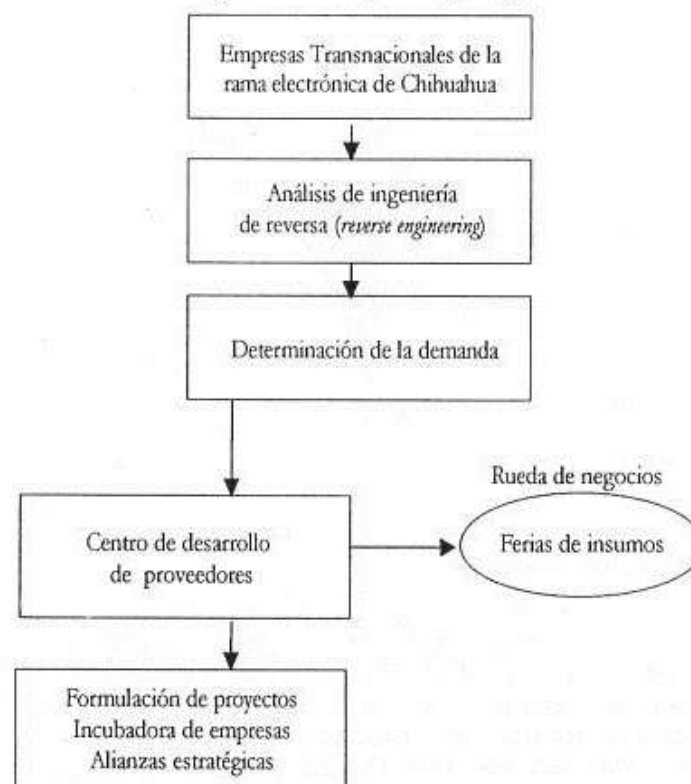 Empresas Transnacionales de la
rama electrónica de Chihuahua
Análisis de ingeniería
de reversa (reverse engineering)
Determinación de la demanda
Rueda de negocios
Centro de desarrollo
de proveedores
Ferias de insumos
Formulación de proyectos
Incubadora de empresas
Alianzas estratégicas